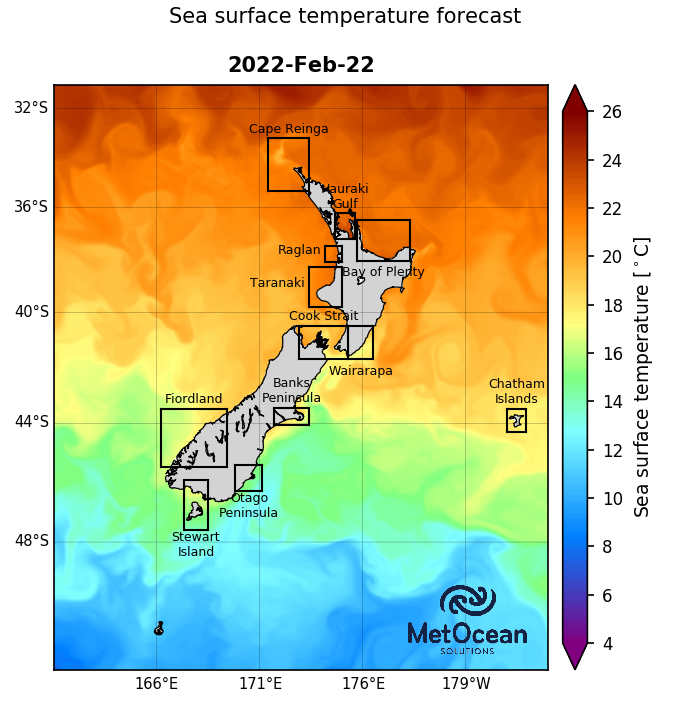 Sea surface temperature forecast
2022-Feb-22
32°S
36°S
40°S
44°S
48°S
Cape Reinga
Hauraki
Gulf
Raglan
Bay of Plenty
Taranaki
Cook Strait
Wairarapa
Banks
Peninsula
Fiordland
Chatham
Islands
Otago
Peninsula
Stewart
Island
MetOcean
SOLUTIONS
166°E
171°E
176°E
179°W
26
24
22
20
18
16
14
12
10
8
6
4
Sea surface temperature [°C]